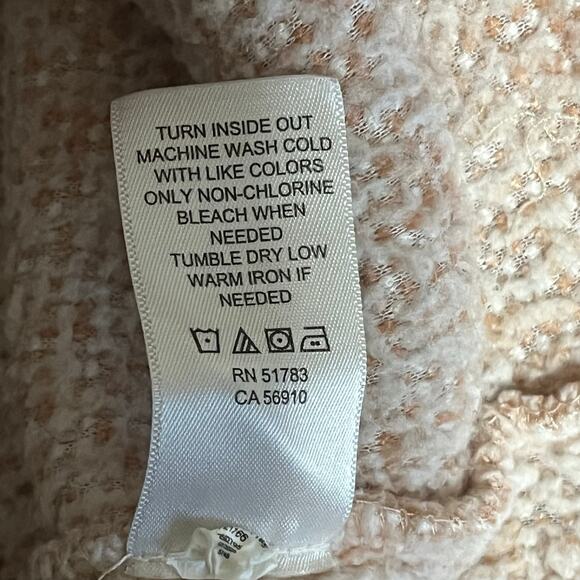 TURN INSIDE OUT
MACHINE WASH COLD
WITH LIKE COLORS
ONLY NON-CHLORINE
BLEACH WHEN
NEEDED
TUMBLE DRY LOW
WARM IRON IF
NEEDED
RN 51783
CA 56910